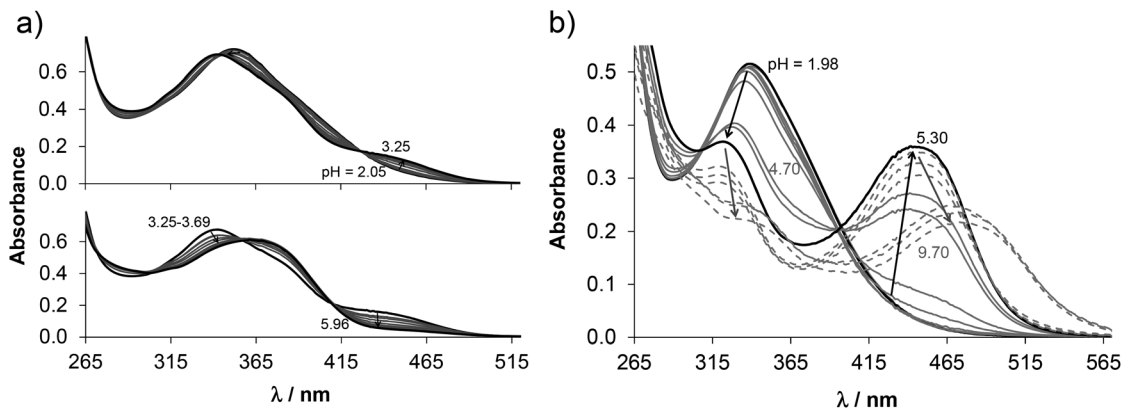 a)
0.6
0.4
0.2
0.0
3.25
pH = 2.05
Absorbance
0.8
0.6
0.4
0.2
0.0
3.25-3.69
5.96
Absorbance
265 315 365 415 465 515
λ / nm
b)
0.5
0.4
0.3
0.2
0.1
0.0
pH = 1.98
5.30
4.70
9.70
Absorbance
265 315 365 415 465 515 565
λ / nm